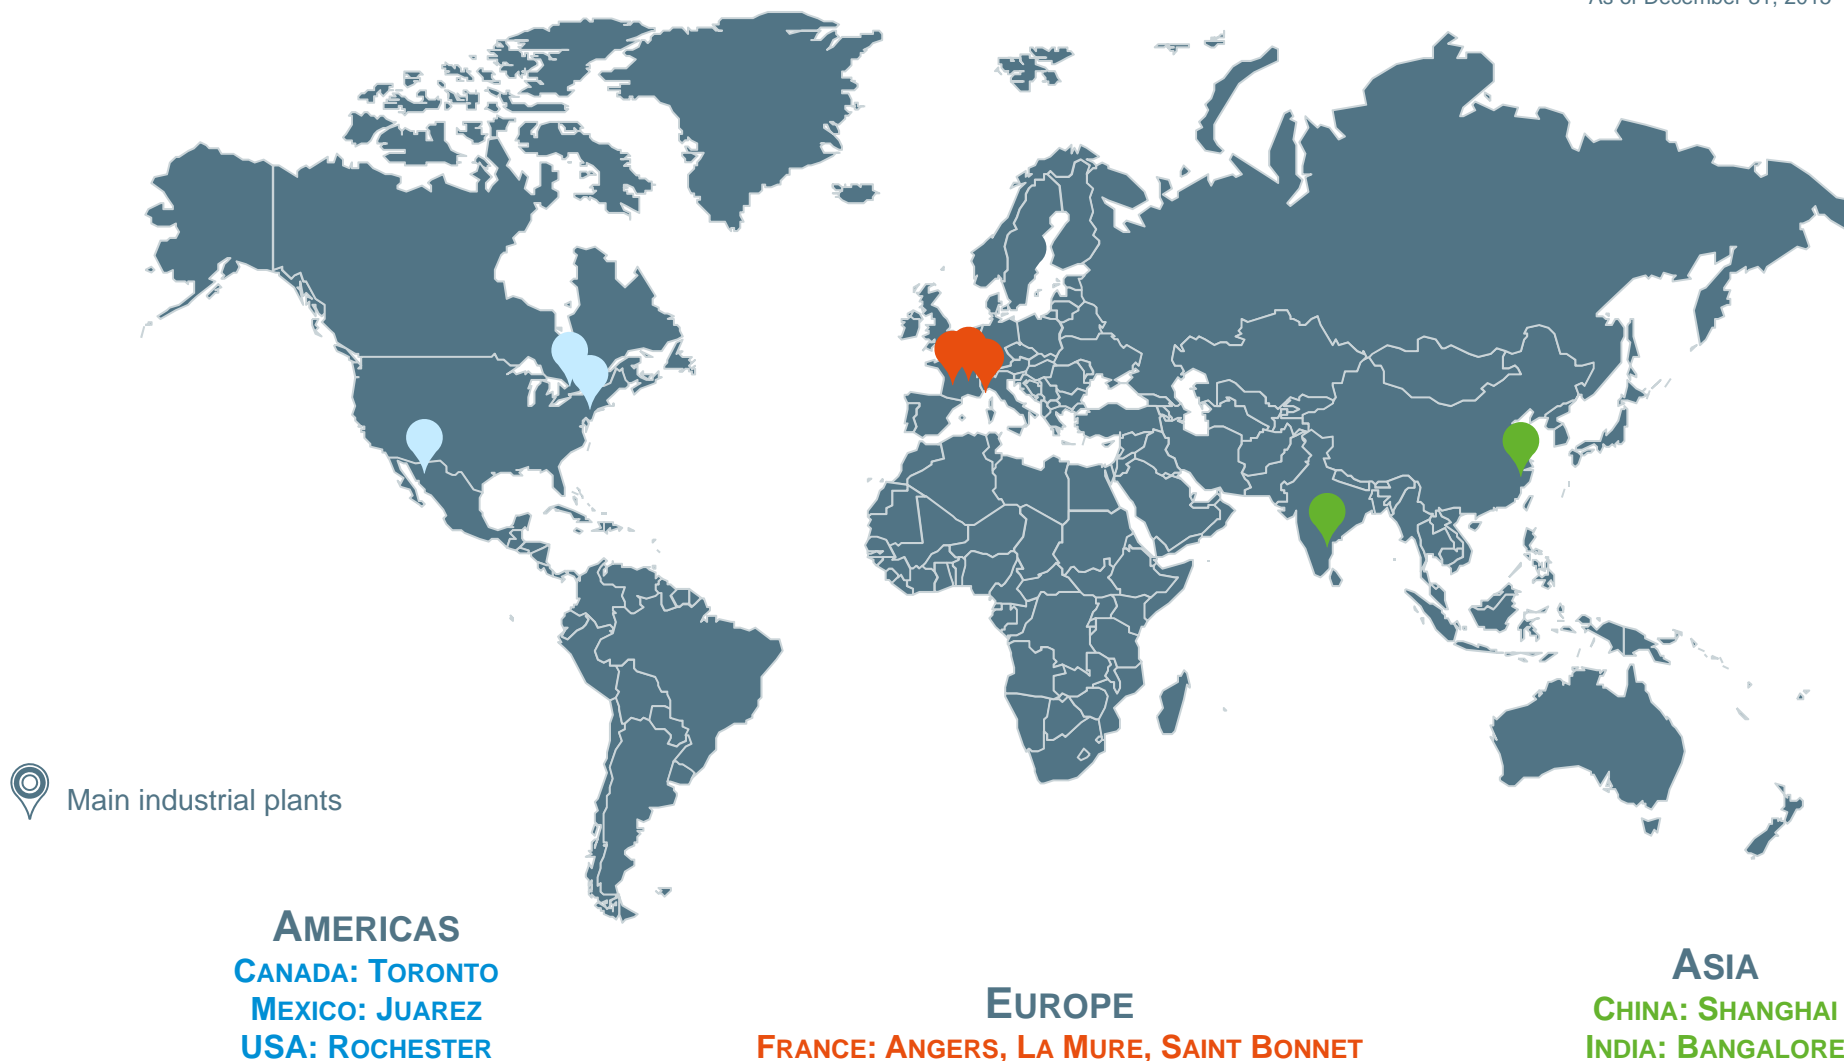 Main industrial plants
AMERICAS
CANADA: TORONTO
MEXICO: JUAREZ
USA: ROCHESTER
EUROPE
FRANCE: ANGERS, LA MURE, SAINT BONNET
ASIA
CHINA: SHANGHAI
INDIA: BANGALORE